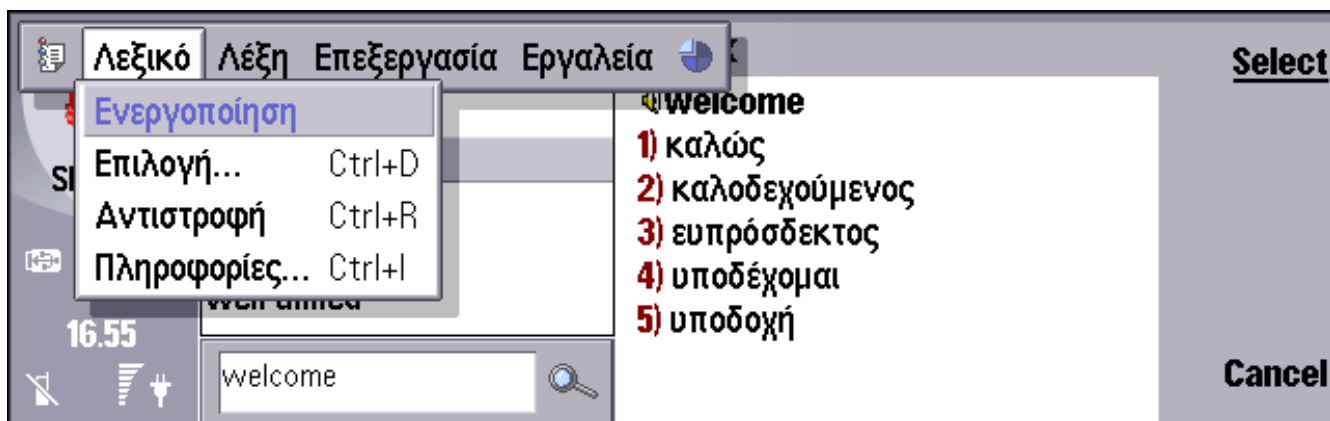 Λεξικό Λέξη Επεξεργασία Εργαλεία
Select
Ενεργοποίηση
Επιλογή... Ctrl+D
Αντιστροφή Ctrl+R
Πληροφορίες... Ctrl+I
welcome
1) καλώς
2) καλοδεχούμενος
3) ευπρόσδεκτος
4) υποδέχομαι
5) υποδοχή
16.55
welcome
Cancel